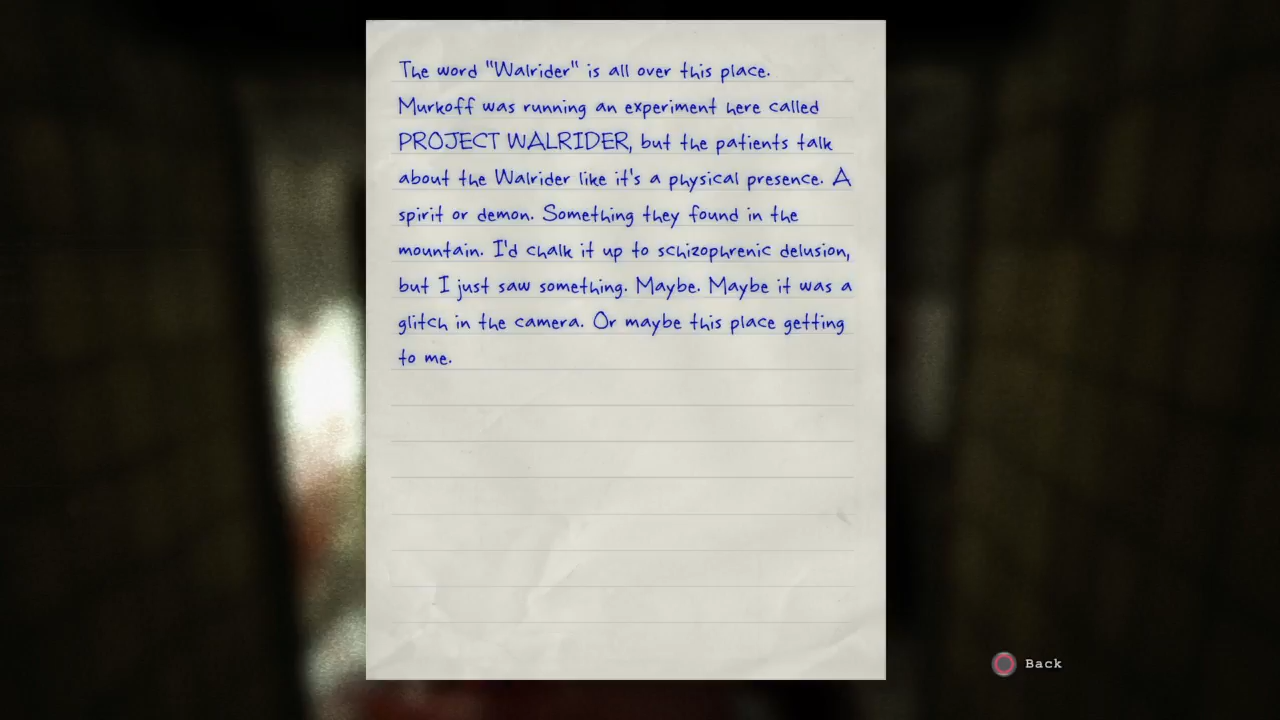 The word "Walrider" is all over this place.
Murkoff was running an experiment here called
PROJECT WALRIDER, but the patients talk
about the Walrider like it's a physical presence. A
spirit or demon. Something they found in the
mountain. I'd chalk it up to schizophrenic delusion,
but I just saw something. Maybe. Maybe it was a
glitch in the camera. Or maybe this place getting
to me.
Back